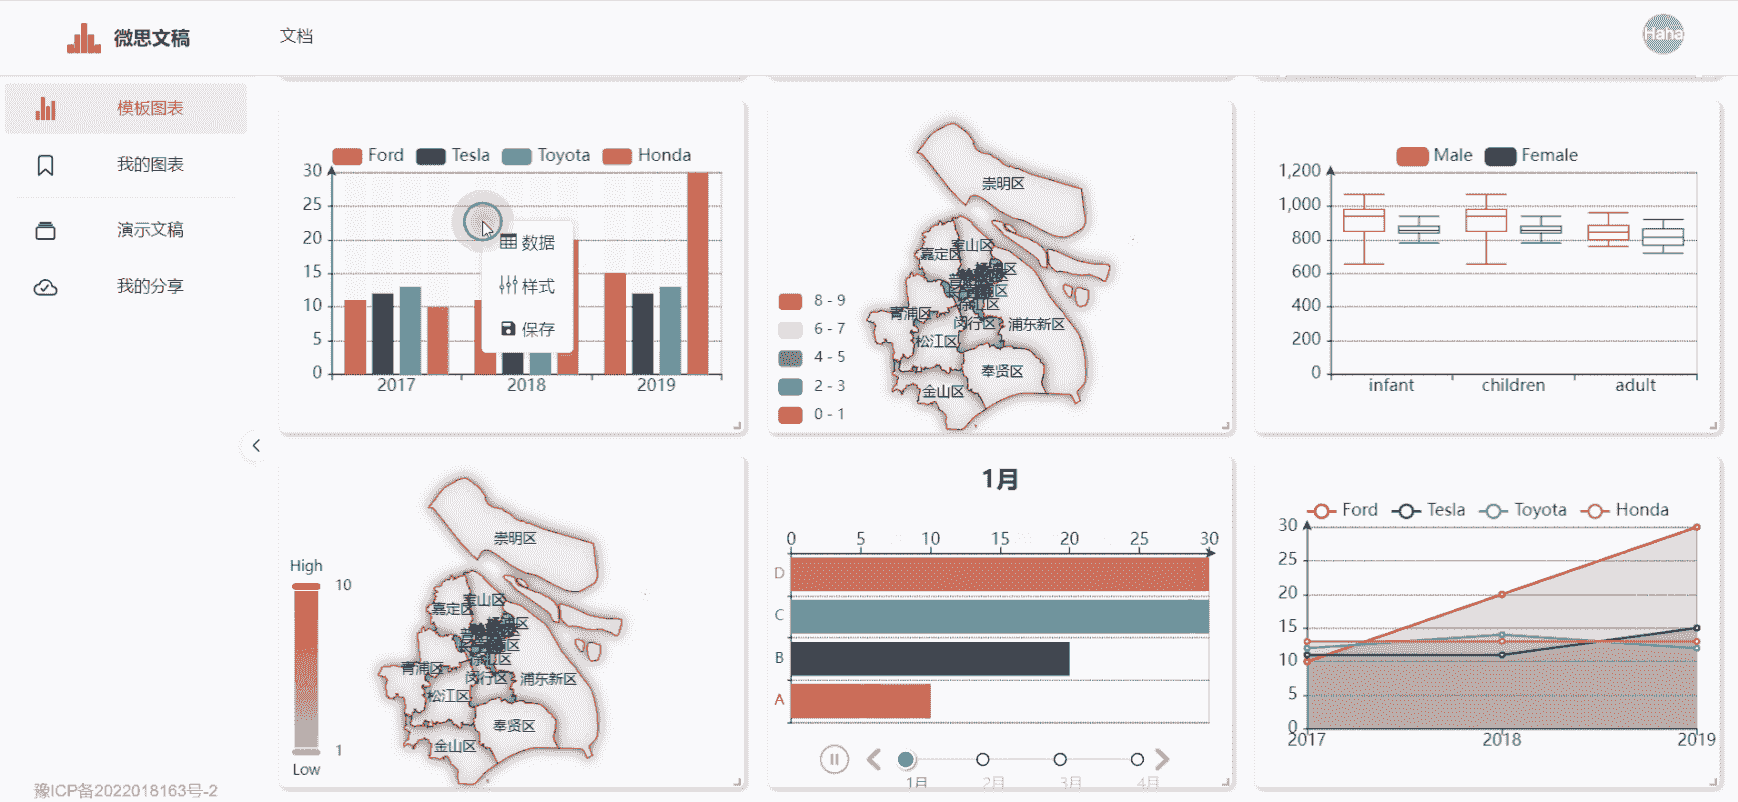 微思文稿
文档
Haha
模板图表
我的图表
演示文稿
我的分享
豫ICP备2022018163号-2
Ford Tesla Toyota Honda
30
25
20
15
10
5
0
2017 2018 2019
数据
样式
保存
崇明区
宝山区
嘉定区
青浦区
闵行区
浦东新区
松江区
奉贤区
金山区
8 - 9
6 - 7
4 - 5
2 - 3
0 - 1
Male Female
1,200
1,000
800
600
400
200
0
infant children adult
High
10
1
Low
崇明区
宝山区
嘉定区
青浦区
闵行区
浦东新区
松江区
奉贤区
金山区
1月
0 5 10 15 20 25 30
D
C
B
A
1月 2月 3月 4月
Ford Tesla Toyota Honda
30
25
20
15
10
5
0
2017 2018 2019